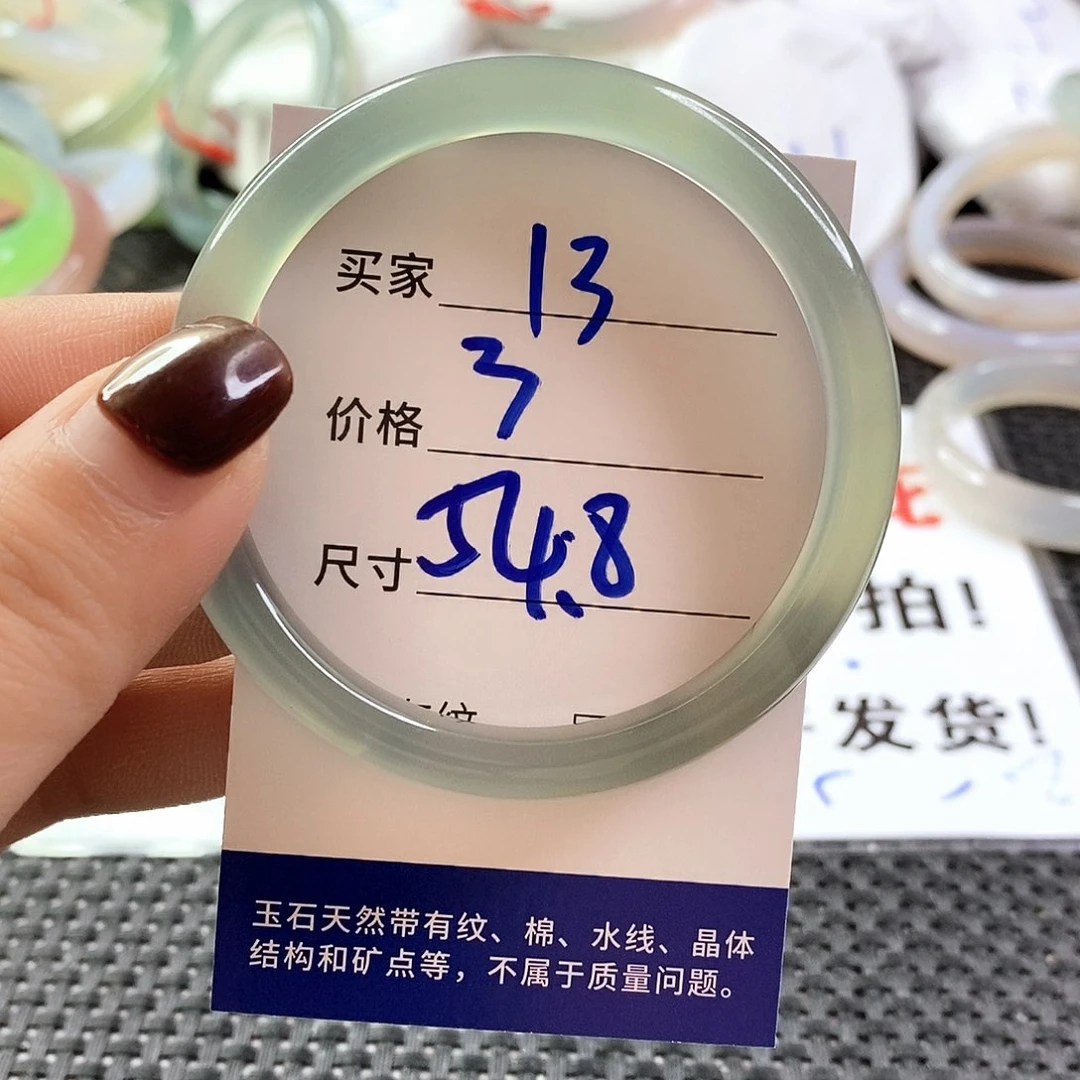 买家 13
价格 3
尺寸 54.8
纹
玉石天然带有纹、棉、水线、晶体
结构和矿点等，不属于质量问题。
拍!
发货!